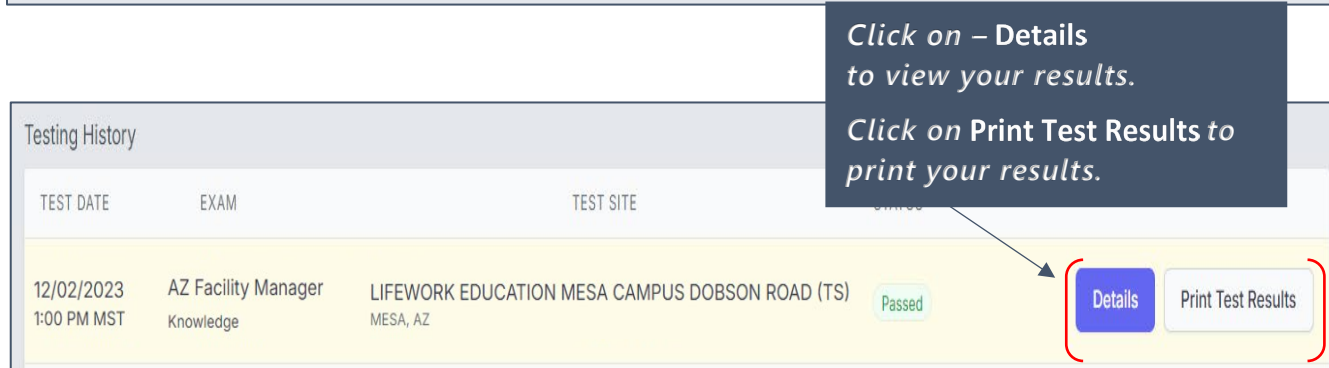 Click on – Details
to view your results.
Click on Print Test Results to
print your results.
Testing History
TEST DATE EXAM TEST SITE
12/02/2023 AZ Facility Manager LIFEWORK EDUCATION MESA CAMPUS DOBSON ROAD (TS) Passed Details Print Test Results
1:00 PM MST Knowledge MESA, AZ